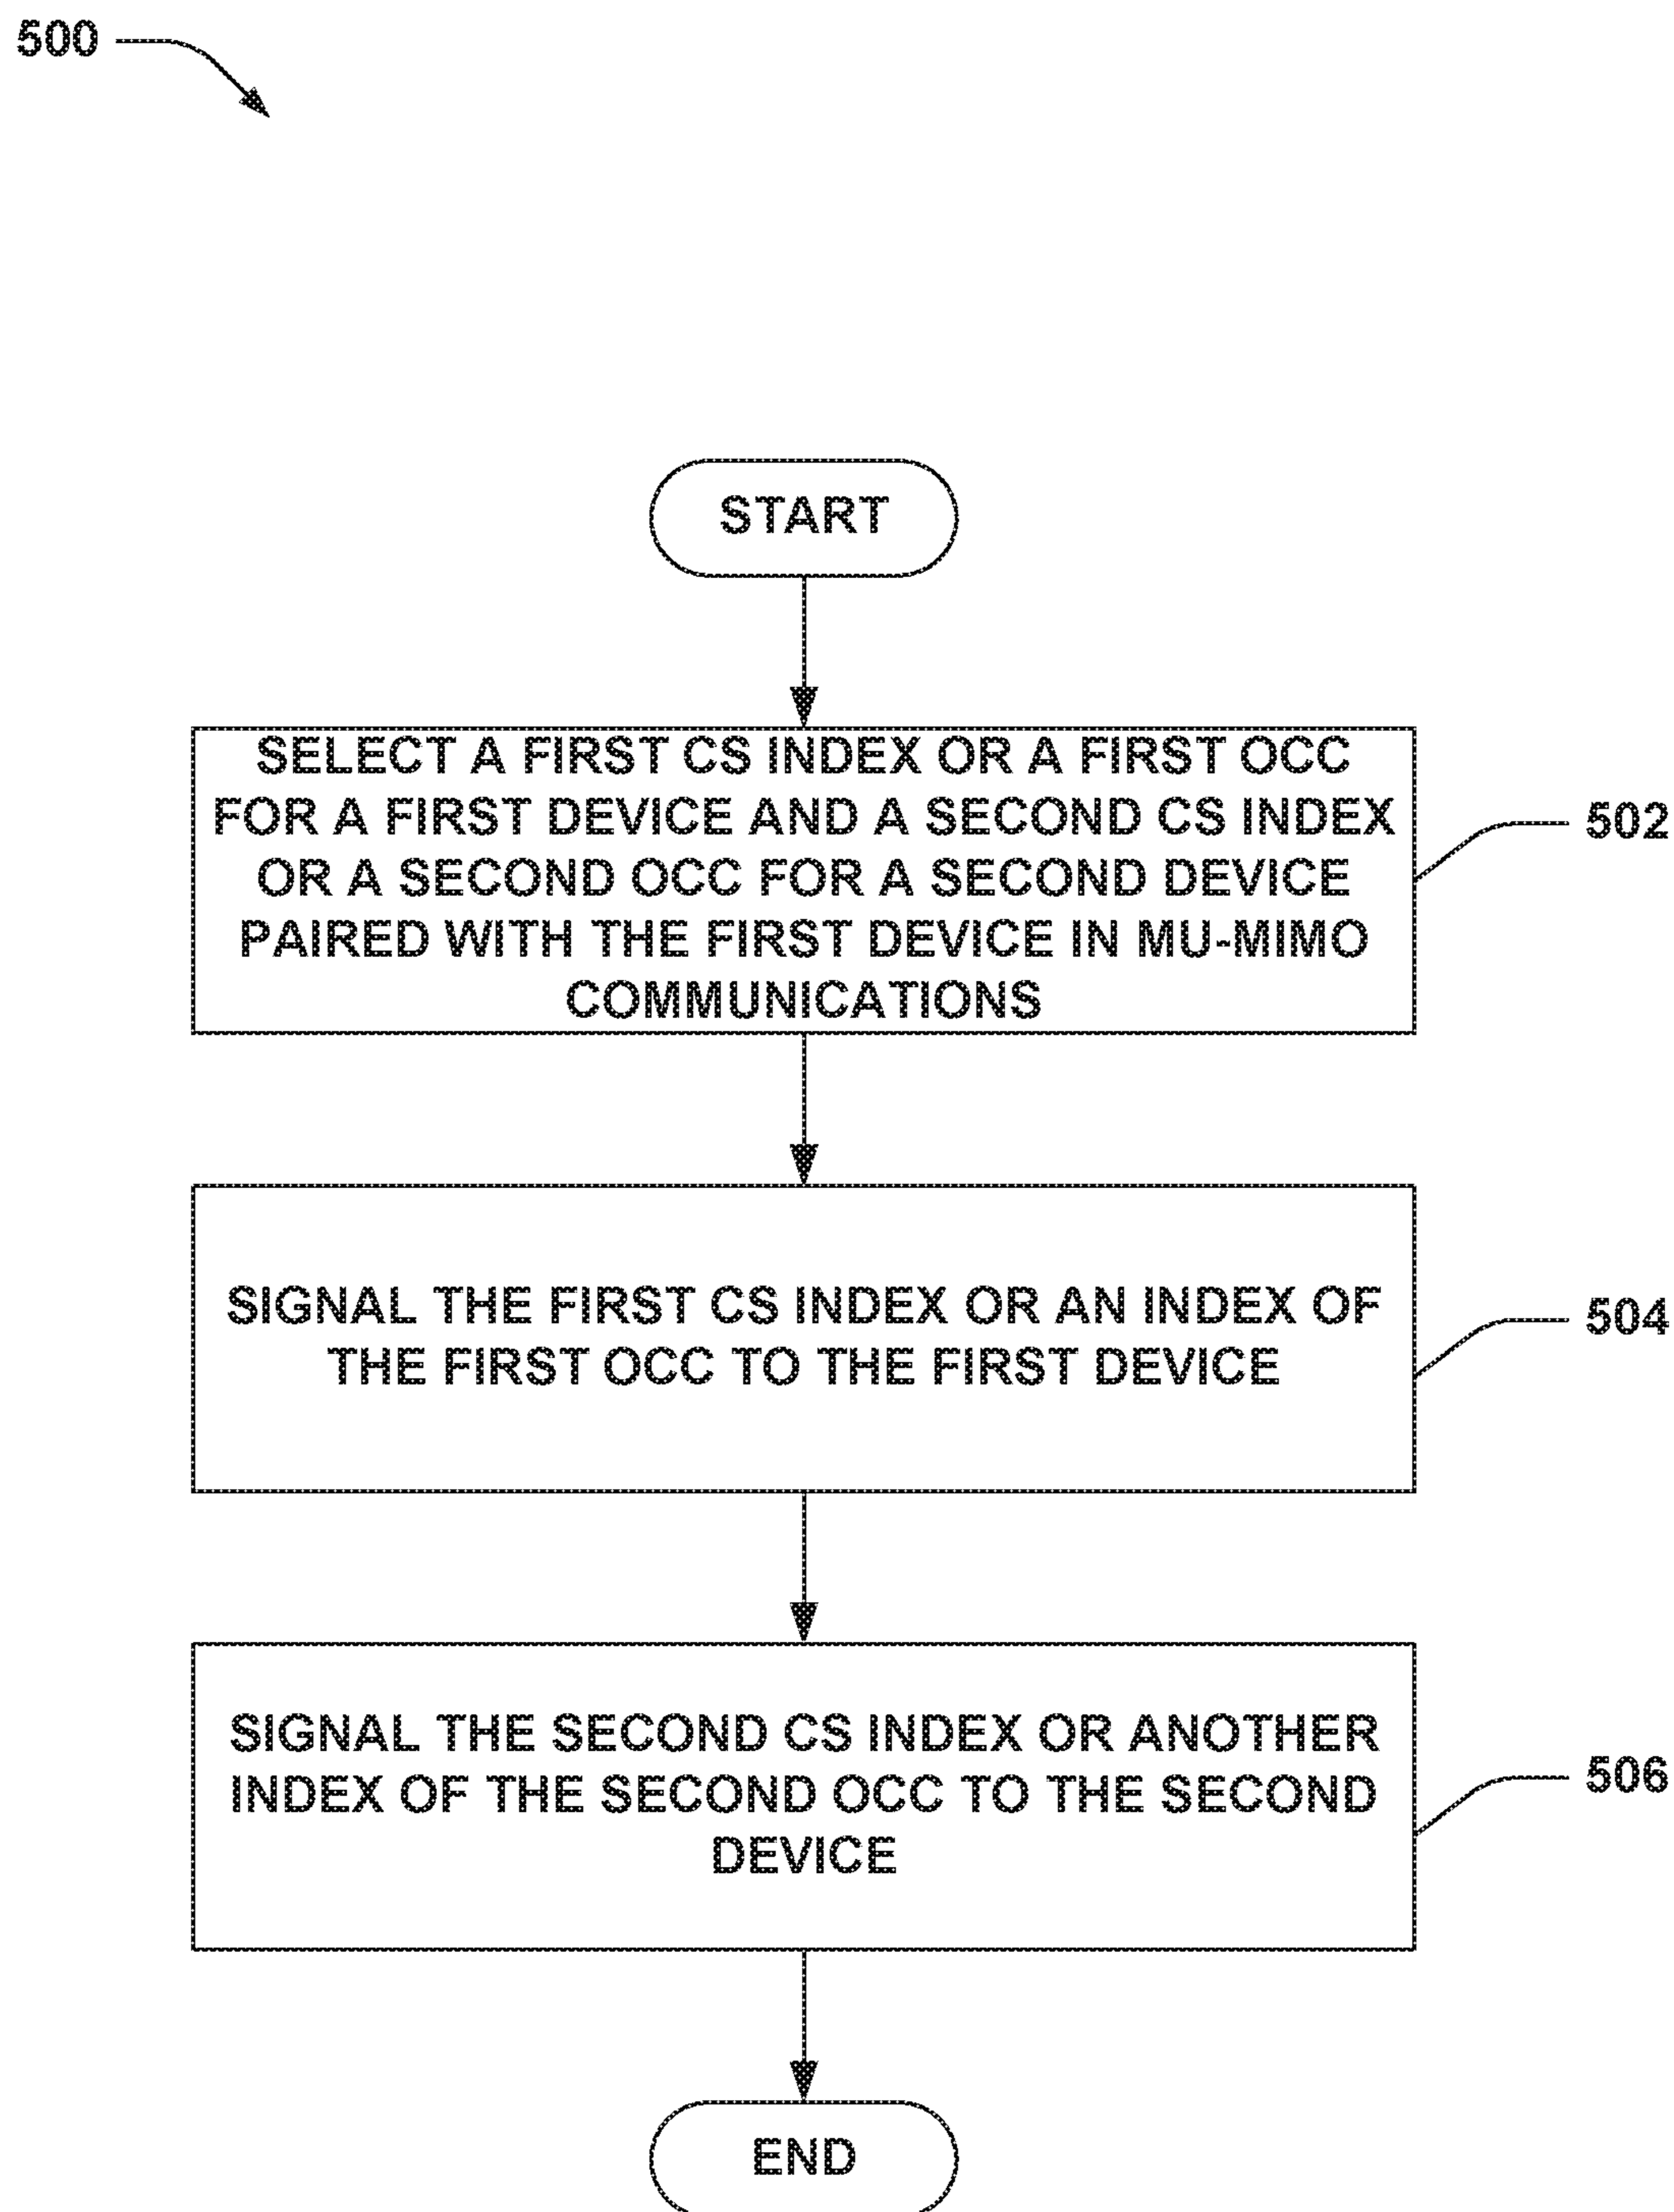 500
START
SELECT A FIRST CS INDEX OR A FIRST OCC
FOR A FIRST DEVICE AND A SECOND CS INDEX
OR A SECOND OCC FOR A SECOND DEVICE
PAIRED WITH THE FIRST DEVICE IN MU-MIMO
COMMUNICATIONS
502
SIGNAL THE FIRST CS INDEX OR AN INDEX OF
THE FIRST OCC TO THE FIRST DEVICE
504
SIGNAL THE SECOND CS INDEX OR ANOTHER
INDEX OF THE SECOND OCC TO THE SECOND
DEVICE
506
END